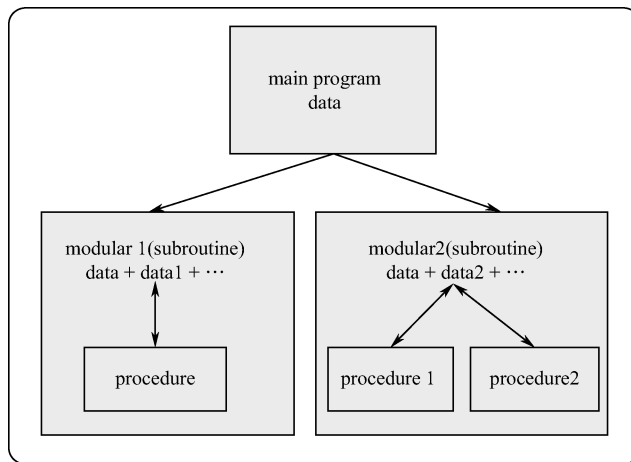 main program
data
modular 1(subroutine)
data + data1 + ···
procedure
modular2(subroutine)
data + data2 + ···
procedure 1
procedure2